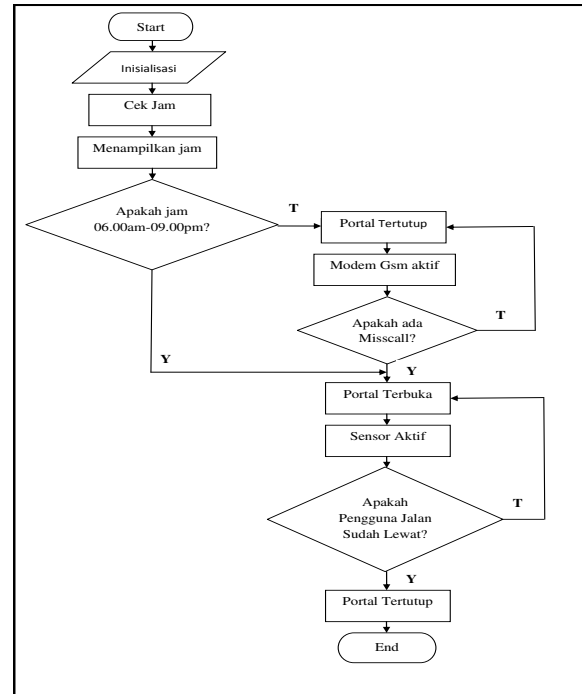 Start
Inisialisasi
Cek Jam
Menampilkan jam
Apakah jam
06.00am-09.00pm?
T
Portal Tertutup
Modem Gsm aktif
Apakah ada
Misscall?
T
Y
Y
Portal Terbuka
Sensor Aktif
Apakah
Pengguna Jalan
Sudah Lewat?
T
Y
Portal Tertutup
End